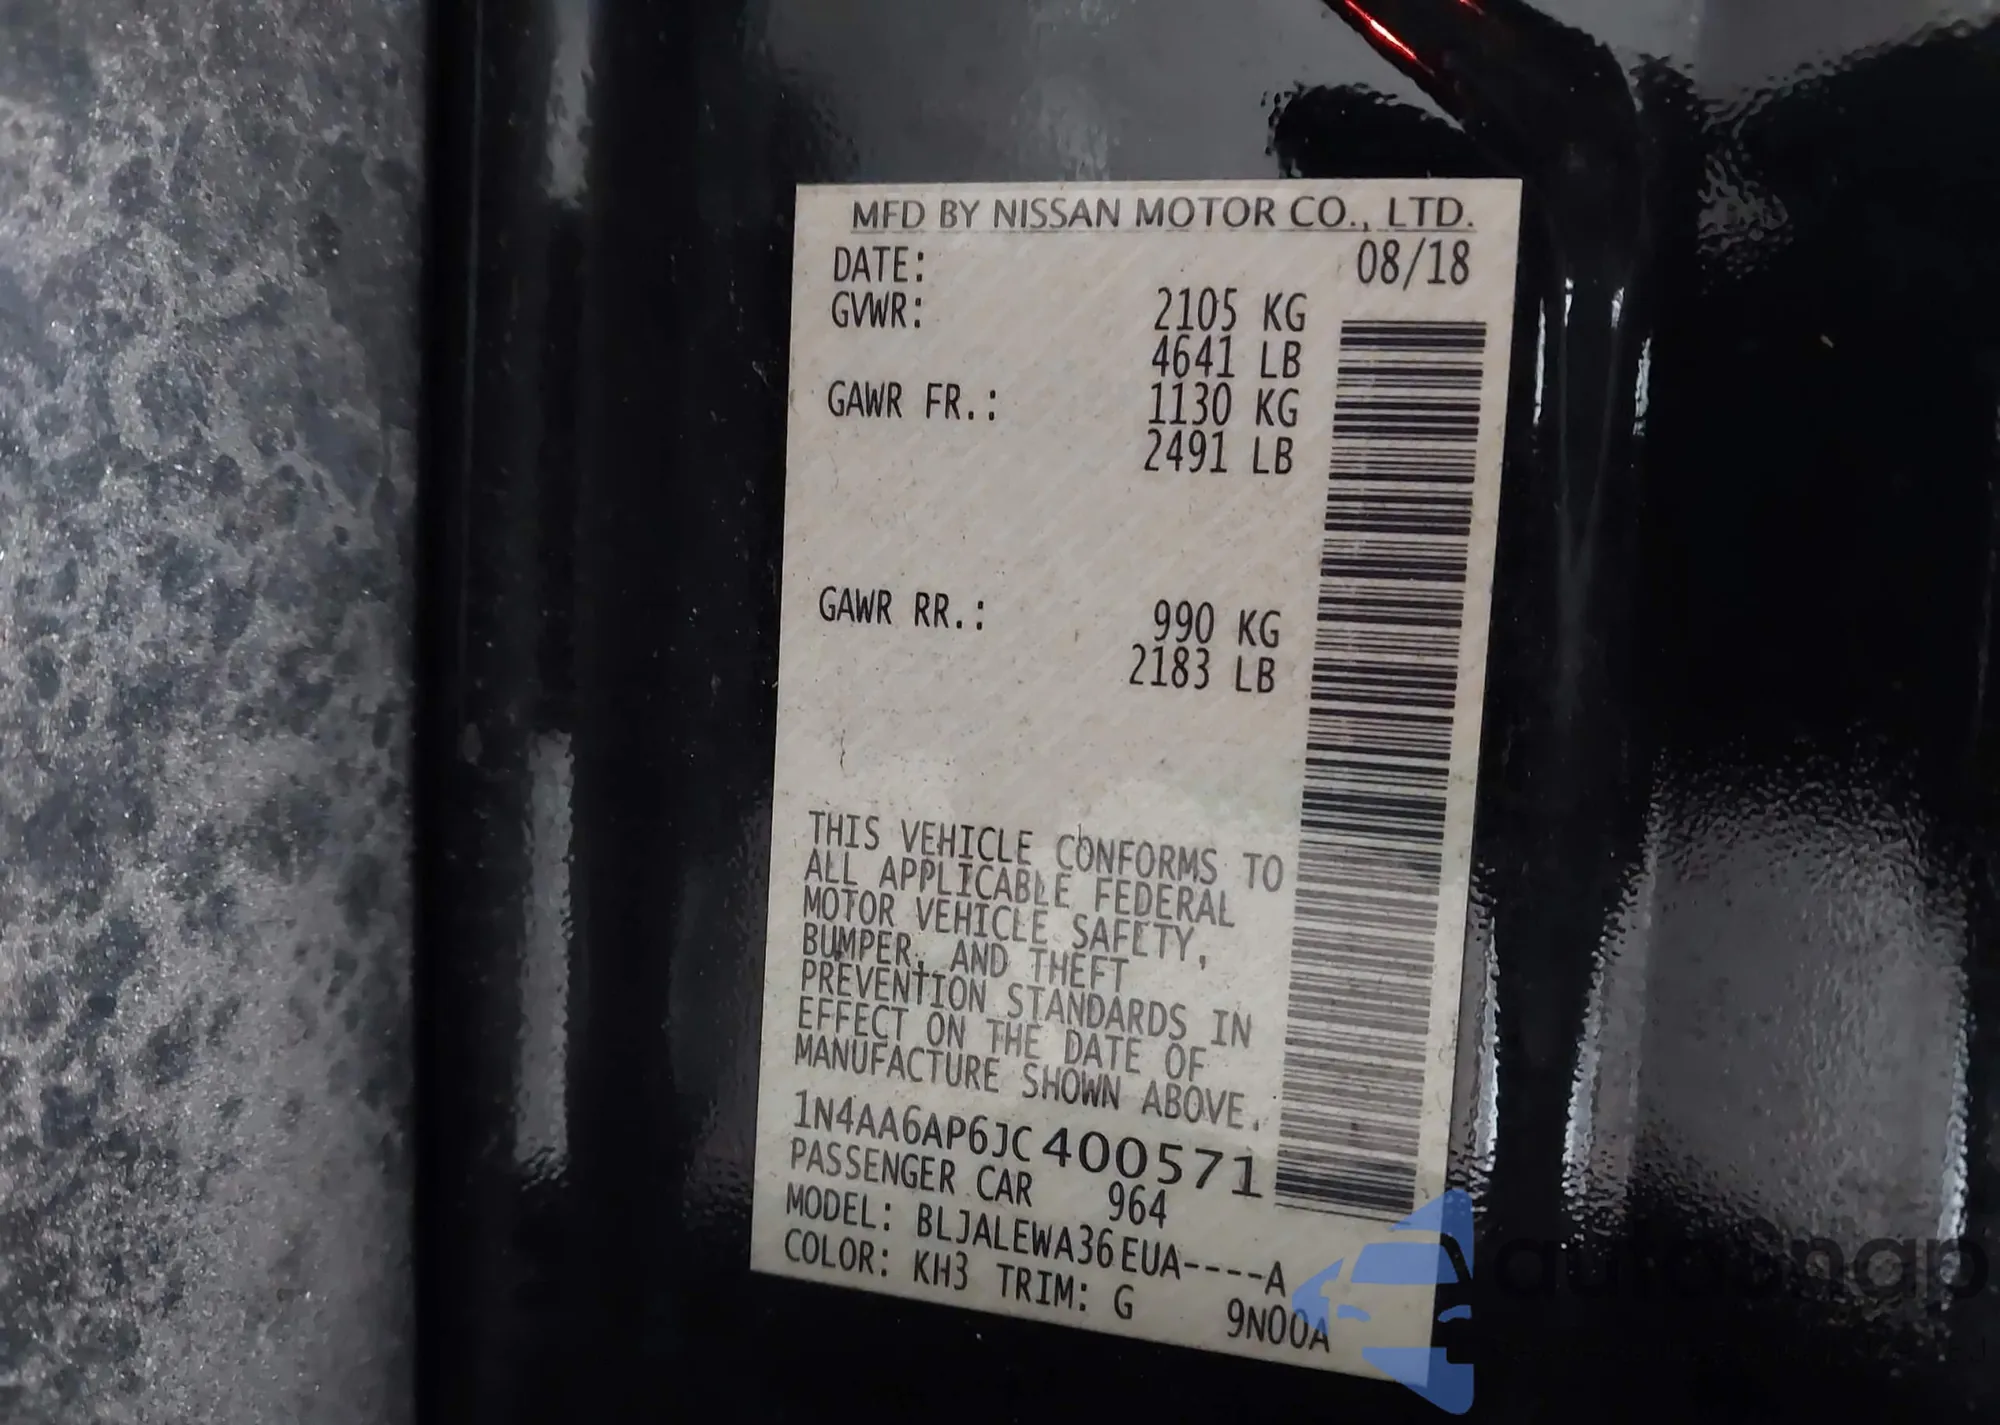 MFD BY NISSAN MOTOR CO., LTD.
DATE: 08/18
GVWR: 2105 KG
4641 LB
GAWR FR.: 1130 KG
2491 LB
GAWR RR.: 990 KG
2183 LB
THIS VEHICLE CONFORMS TO
ALL APPLICABLE FEDERAL
MOTOR VEHICLE SAFETY,
BUMPER, AND THEFT
PREVENTION STANDARDS IN
EFFECT ON THE DATE OF
MANUFACTURE SHOWN ABOVE.
1N4AA6AP6JC400571
PASSENGER CAR 964
MODEL: BLJALEWA36EUA----A
COLOR: KH3 TRIM: G 9N00A
autosnap